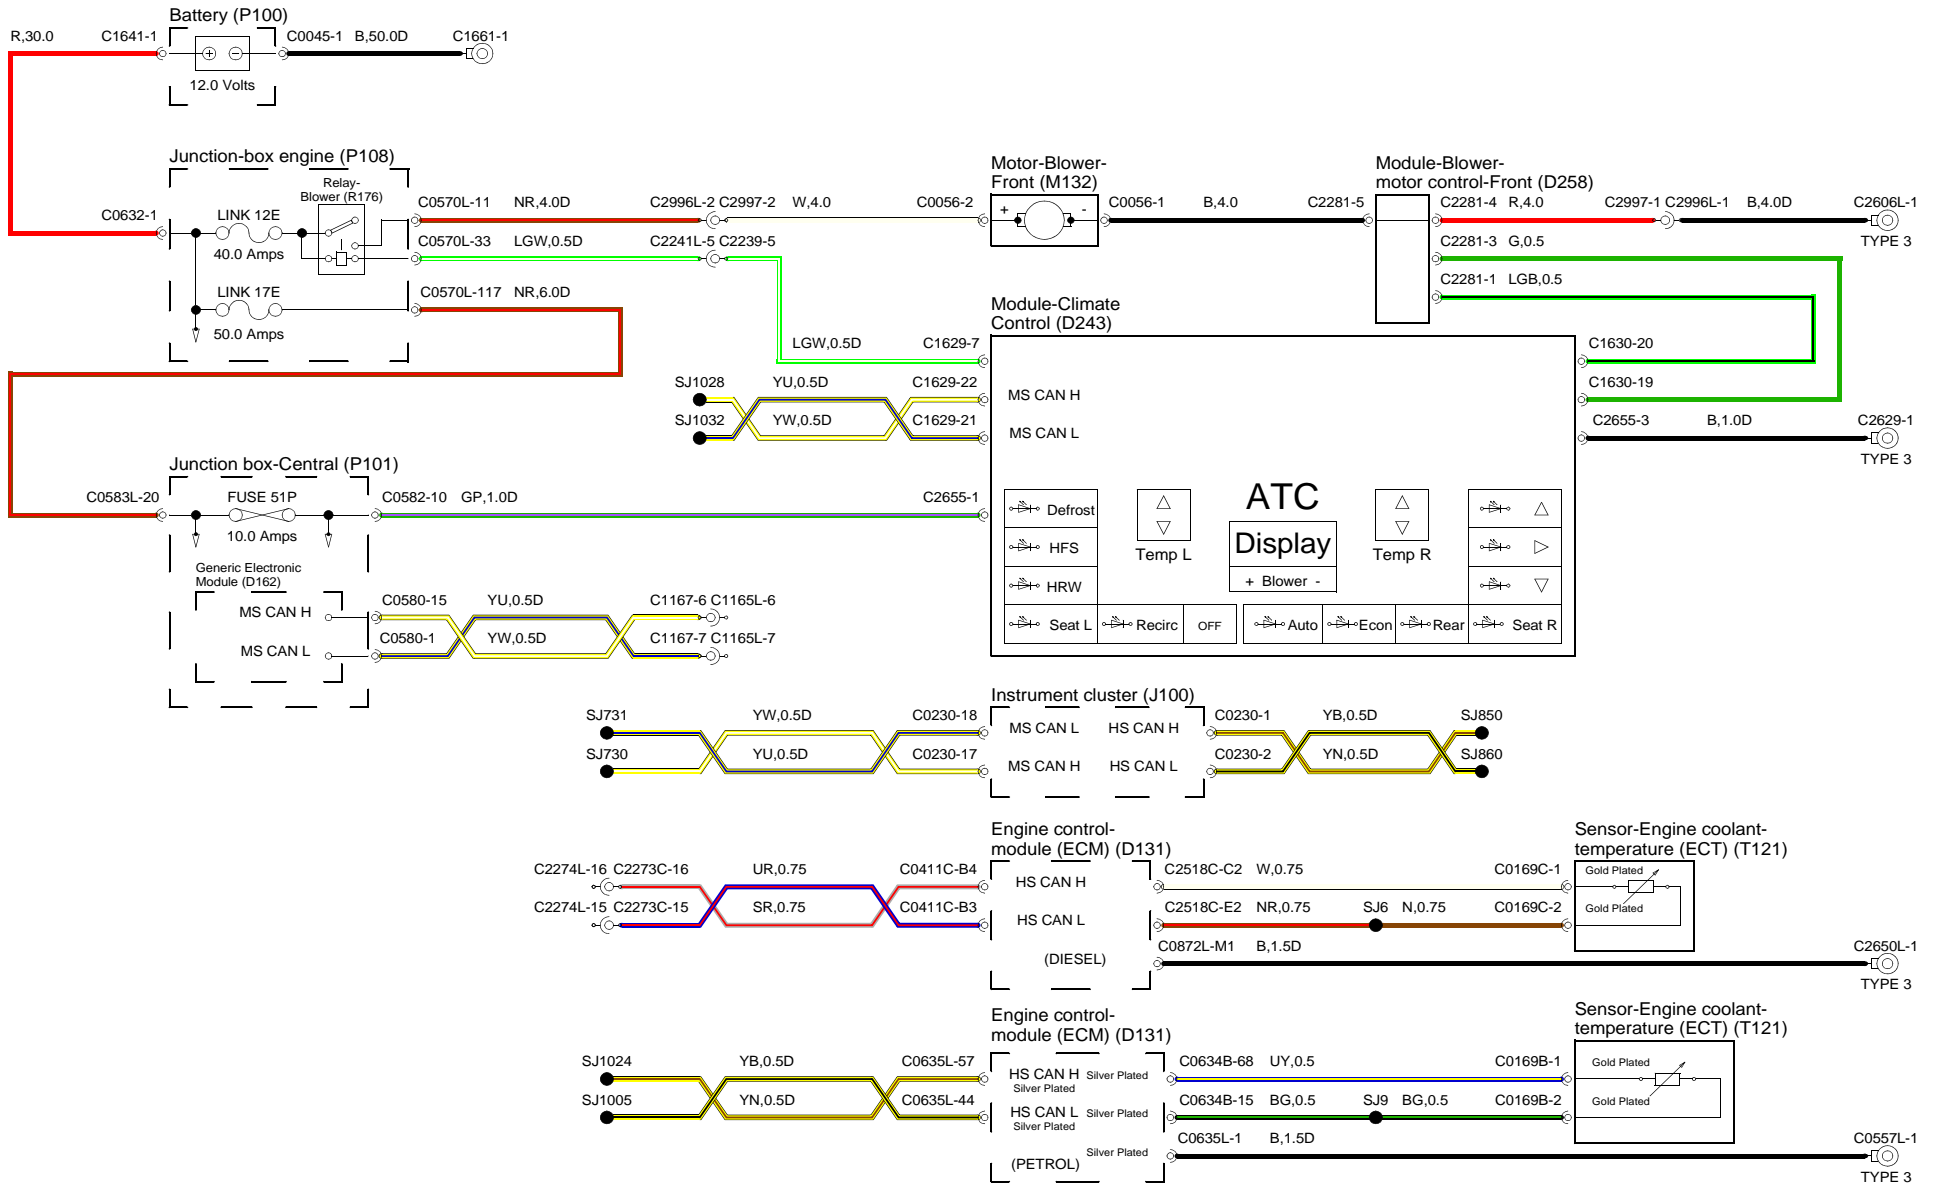 Battery (P100)
R,30.0 C1641-1 C0045-1 B,50.0D C1661-1
+ -
12.0 Volts
Junction-box engine (P108)
Relay-
Blower (R176)
C0632-1
LINK 12E
40.0 Amps
LINK 17E
50.0 Amps
C0570L-11 NR,4.0D C2996L-2 C2997-2 W,4.0 C0056-2
C0570L-33 LGW,0.5D C2241L-5 C2239-5
C0570L-117 NR,6.0D
Motor-Blower-
Front (M132)
+ -
C0056-1 B,4.0 C2281-5
Module-Blower-
motor control-Front (D258)
C2281-4 R,4.0 C2997-1 C2996L-1 B,4.0D C2606L-1
TYPE 3
C2281-3 G,0.5
C2281-1 LGB,0.5
Module-Climate
Control (D243)
LGW,0.5D C1629-7
SJ1028 YU,0.5D C1629-22
SJ1032 YW,0.5D C1629-21
MS CAN H
MS CAN L
C1630-20
C1630-19
C2655-3 B,1.0D C2629-1
TYPE 3
Junction box-Central (P101)
C0583L-20 FUSE 51P C0582-10 GP,1.0D C2655-1
10.0 Amps
Generic Electronic
Module (D162)
MS CAN H
MS CAN L
C0580-15 YU,0.5D C1167-6 C1165L-6
C0580-1 YW,0.5D C1167-7 C1165L-7
ATC
Display
+ Blower -
Defrost
HFS
HRW
Temp L
Temp R
Seat L Recirc OFF Auto Econ Rear Seat R
Instrument cluster (J100)
SJ731 YW,0.5D C0230-18
SJ730 YU,0.5D C0230-17
MS CAN L HS CAN H
MS CAN H HS CAN L
C0230-1 YB,0.5D SJ850
C0230-2 YN,0.5D SJ860
Engine control-
module (ECM) (D131)
C2274L-16 C2273C-16 UR,0.75 C0411C-B4
C2274L-15 C2273C-15 SR,0.75 C0411C-B3
HS CAN H
HS CAN L
(DIESEL)
C2518C-C2 W,0.75 C0169C-1
C2518C-E2 NR,0.75 SJ6 N,0.75 C0169C-2
C0872L-M1 B,1.5D C2650L-1
TYPE 3
Sensor-Engine coolant-
temperature (ECT) (T121)
Gold Plated
Gold Plated
Engine control-
module (ECM) (D131)
SJ1024 YB,0.5D C0635L-57
SJ1005 YN,0.5D C0635L-44
HS CAN H Silver Plated
Silver Plated
HS CAN L Silver Plated
Silver Plated
(PETROL) Silver Plated
C0634B-68 UY,0.5 C0169B-1
C0634B-15 BG,0.5 SJ9 BG,0.5 C0169B-2
C0635L-1 B,1.5D C0557L-1
TYPE 3
Sensor-Engine coolant-
temperature (ECT) (T121)
Gold Plated
Gold Plated